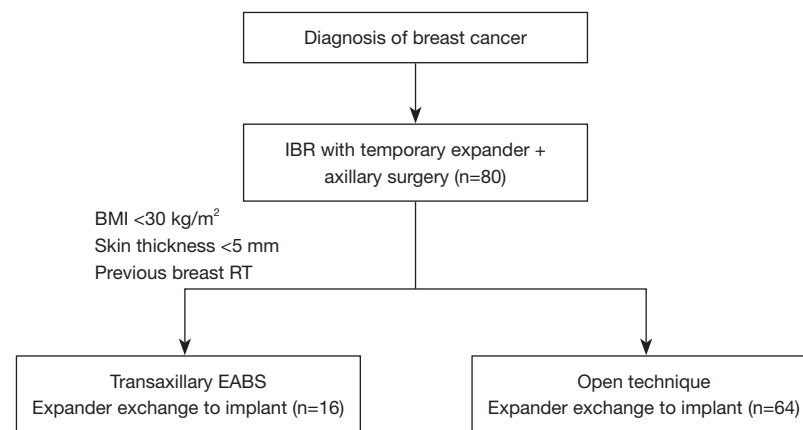 Diagnosis of breast cancer
IBR with temporary expander +
axillary surgery (n=80)
BMI <30 kg/m²
Skin thickness <5 mm
Previous breast RT
Transaxillary EABS
Expander exchange to implant (n=16)
Open technique
Expander exchange to implant (n=64)